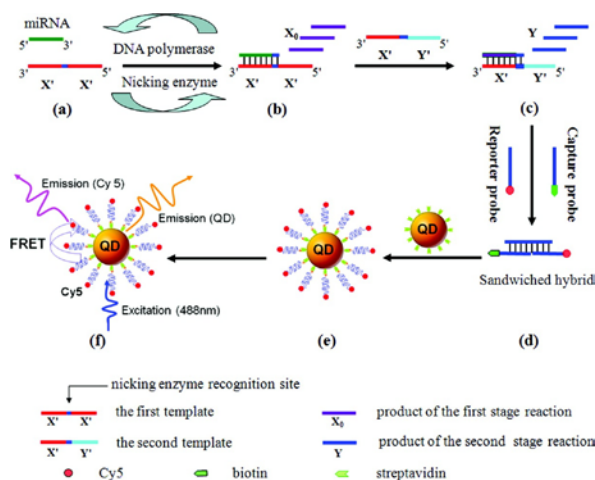 miRNA
5' 3'
3' 5'
X' X'
(a)
DNA polymerase
Nicking enzyme
X₀
3' 5'
X' X'
(b)
3' 5'
X' Y'
Y
3' 5'
X' Y'
(c)
Reporter probe
Capture probe
Sandwiched hybrid
(d)
QD
QD
(e)
Emission (Cy 5)
Emission (QD)
FRET
QD
Cy5
Excitation (488nm)
(f)
nicking enzyme recognition site
X' X'
the first template
X₀
product of the first stage reaction
X' Y'
the second template
Y
product of the second stage reaction
Cy5
biotin
streptavidin